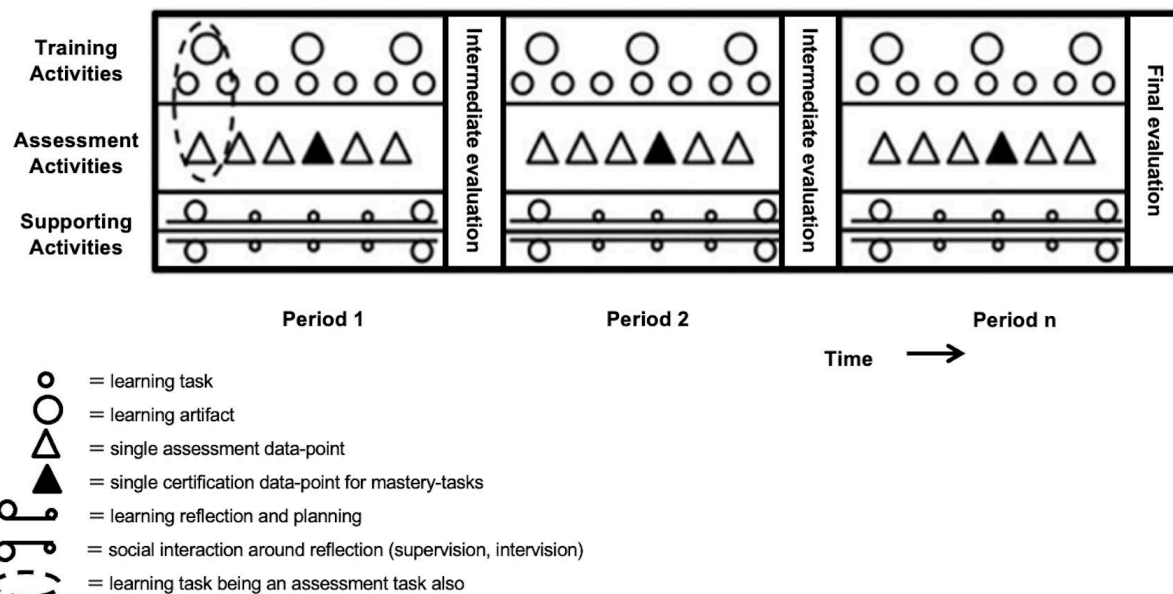 Training
Activities
Assessment
Activities
Supporting
Activities
Intermediate evaluation
Intermediate evaluation
Final evaluation
Period 1
Period 2
Period n
Time
= learning task
= learning artifact
= single assessment data-point
= single certification data-point for mastery-tasks
= learning reflection and planning
= social interaction around reflection (supervision, intervision)
= learning task being an assessment task also